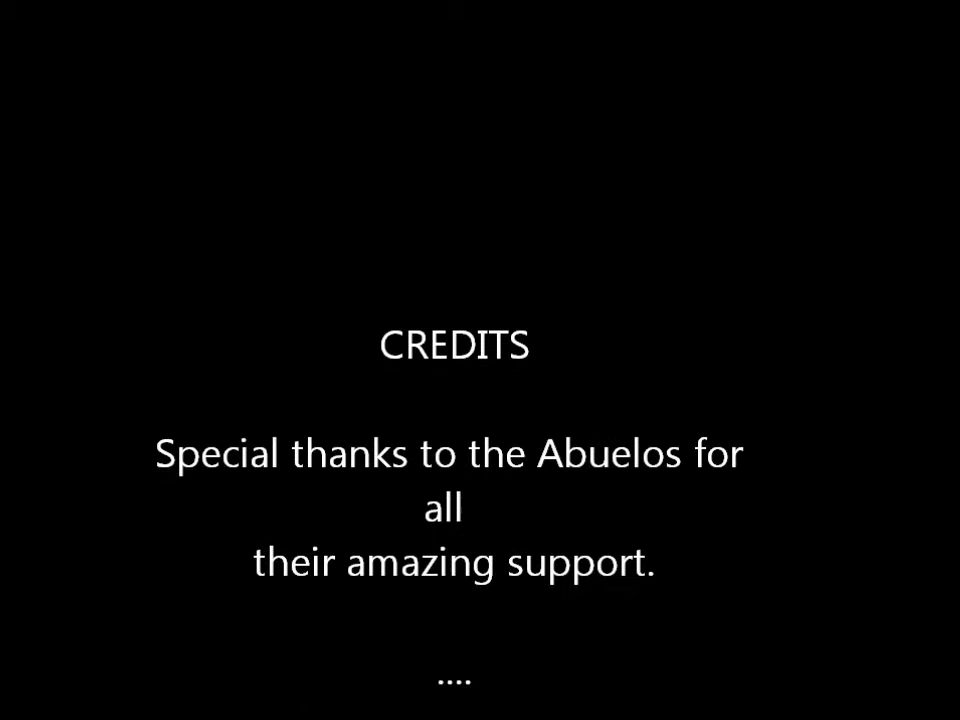 CREDITS
Special thanks to the Abuelos for
all
their amazing support.
....